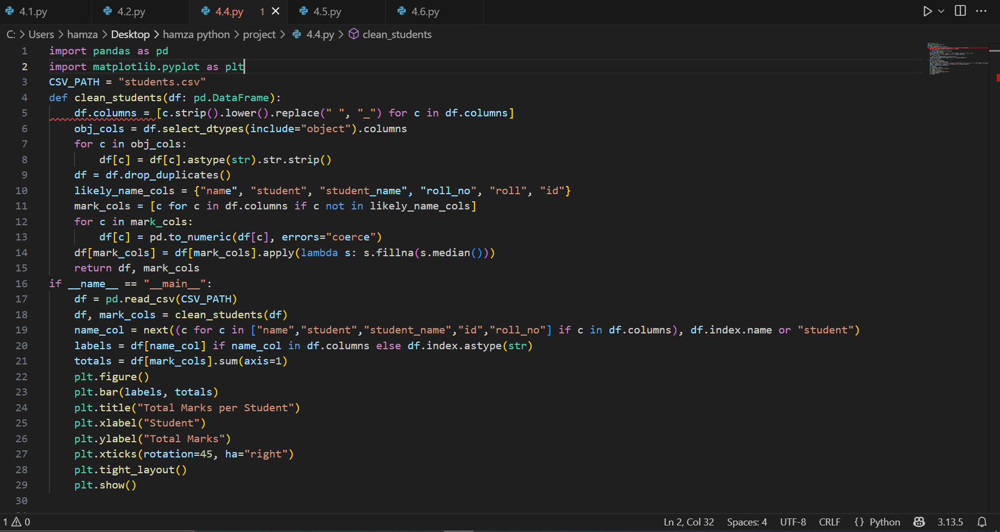 4.1.py 4.2.py 4.4.py 1 4.5.py 4.6.py
C: > Users > hamza > Desktop > hamza python > project > 4.4.py > clean_students
1 import pandas as pd
2 import matplotlib.pyplot as plt
3 CSV_PATH = "students.csv"
4 def clean_students(df: pd.DataFrame):
5     df.columns = [c.strip().lower().replace(" ", "_") for c in df.columns]
6     obj_cols = df.select_dtypes(include="object").columns
7     for c in obj_cols:
8         df[c] = df[c].astype(str).str.strip()
9     df = df.drop_duplicates()
10     likely_name_cols = {"name", "student", "student_name", "roll_no", "roll", "id"}
11     mark_cols = [c for c in df.columns if c not in likely_name_cols]
12     for c in mark_cols:
13         df[c] = pd.to_numeric(df[c], errors="coerce")
14     df[mark_cols] = df[mark_cols].apply(lambda s: s.fillna(s.median()))
15     return df, mark_cols
16 if __name__ == "__main__":
17     df = pd.read_csv(CSV_PATH)
18     df, mark_cols = clean_students(df)
19     name_col = next((c for c in ["name","student","student_name","id","roll_no"] if c in df.columns), df.index.name or "student")
20     labels = df[name_col] if name_col in df.columns else df.index.astype(str)
21     totals = df[mark_cols].sum(axis=1)
22     plt.figure()
23     plt.bar(labels, totals)
24     plt.title("Total Marks per Student")
25     plt.xlabel("Student")
26     plt.ylabel("Total Marks")
27     plt.xticks(rotation=45, ha="right")
28     plt.tight_layout()
29     plt.show()
30
1 0 Ln 2, Col 32 Spaces: 4 UTF-8 CRLF {} Python 3.13.5